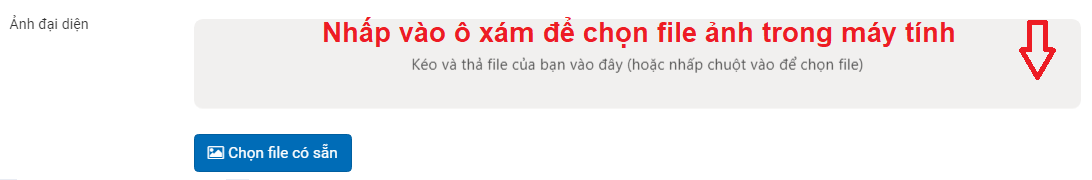 Ảnh đại diện
Nhấp vào ô xám để chọn file ảnh trong máy tính
Kéo và thả file của bạn vào đây (hoặc nhấp chuột vào để chọn file)
Chọn file có sẵn